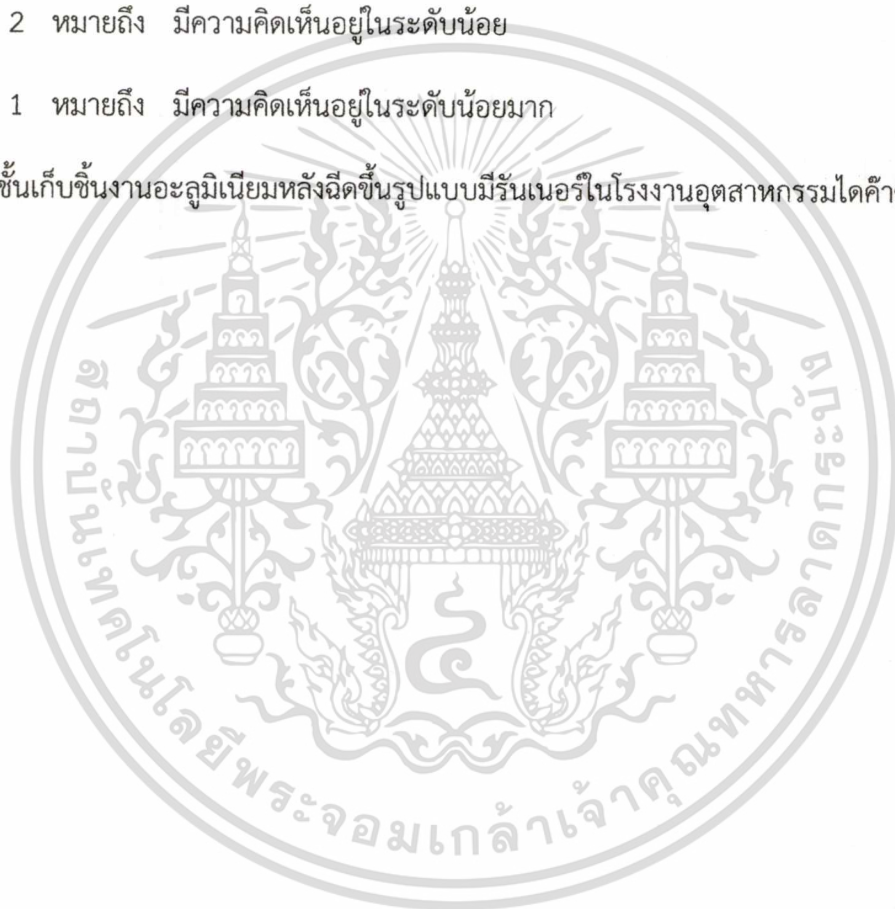 2 หมายถึง มีความคิดเห็นอยู่ในระดับน้อย
1 หมายถึง มีความคิดเห็นอยู่ในระดับน้อยมาก
ชั้นเก็บชิ้นงานอะลูมิเนียมหลังฉีดขึ้นรูปแบบมีรันเนอร์ในโรงงานอุตสาหกรรมไดค๊า
สถาบันเทคโนโลยีพระจอมเกล้าเจ้าคุณทหารลาดกระบัง